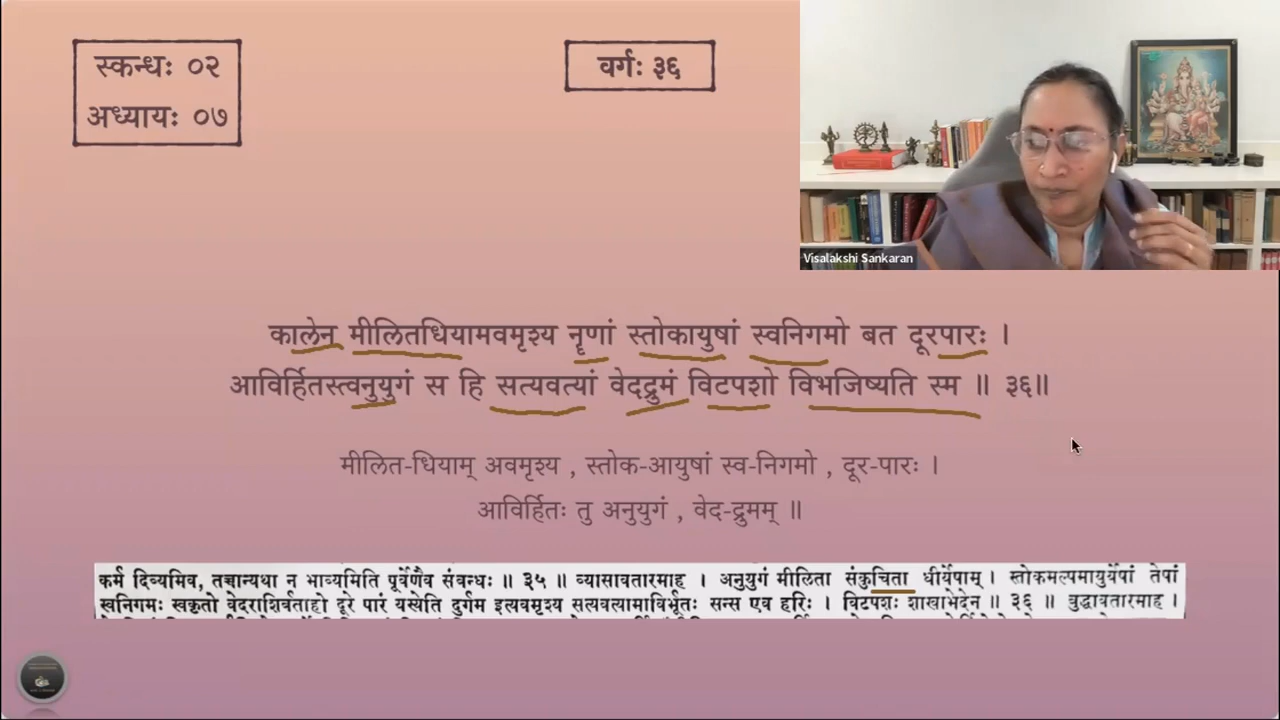 स्कन्धः ०२
अध्यायः ०७
वर्गः ३६
Visalakshi Sankaran
कालेन मीलितधियामवमृश्य नॄणां स्तोकायुषां स्वनिगमो बत दूरपारः ।
आविर्हितस्त्वनुयुगं स हि सत्यवत्यां वेदद्रुमं विटपशो विभजिष्यति स्म ॥ ३६॥
मीलित-धियाम् अवमृश्य , स्तोक-आयुषां स्व-निगमो , दूर-पारः ।
आविर्हितः तु अनुयुगं , वेद-द्रुमम् ॥
कर्म दिव्यमिव, तच्चान्यथा न भाव्यमिति पूर्वेणैव संबन्धः ॥ ३५ ॥ व्यासावतारमाह । अनुयुगं मीलिता संकुचिता धीर्येषाम् । स्तोकमल्पमायुर्येषां तेषां
स्वनिगमः स्वकृतो वेदराशिर्बताहो दूरे पारं यस्येति दुर्गम इत्यवमृश्य सत्यवत्यामाविर्भूतः सन्स एव हरिः । विटपशः शाखाभेदेन ॥ ३६ ॥ बुद्धावतारमाह ।